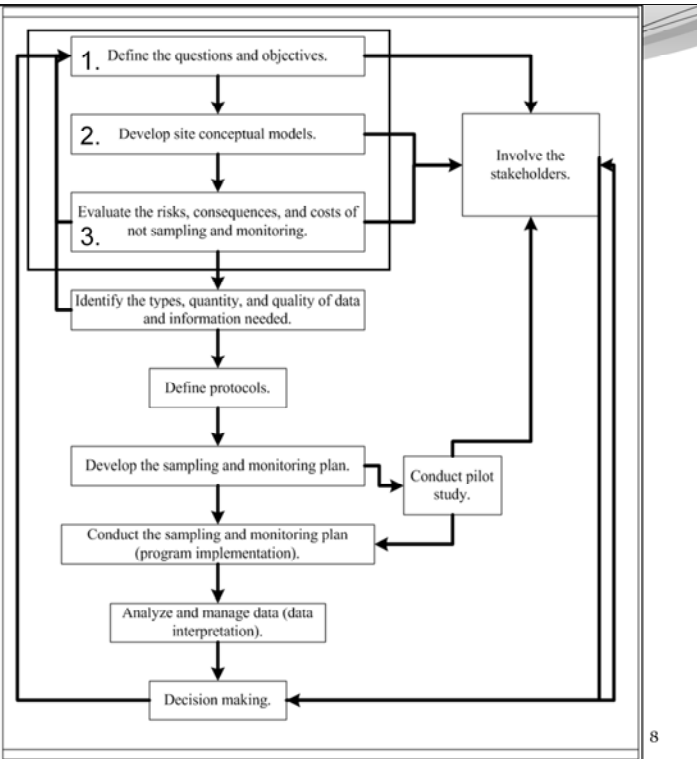 1. Define the questions and objectives.
2. Develop site conceptual models.
Involve the
stakeholders.
Evaluate the risks, consequences, and costs of
3. not sampling and monitoring.
Identify the types, quantity, and quality of data
and information needed.
Define protocols.
Develop the sampling and monitoring plan.
Conduct pilot
study.
Conduct the sampling and monitoring plan
(program implementation).
Analyze and manage data (data
interpretation).
Decision making.
8